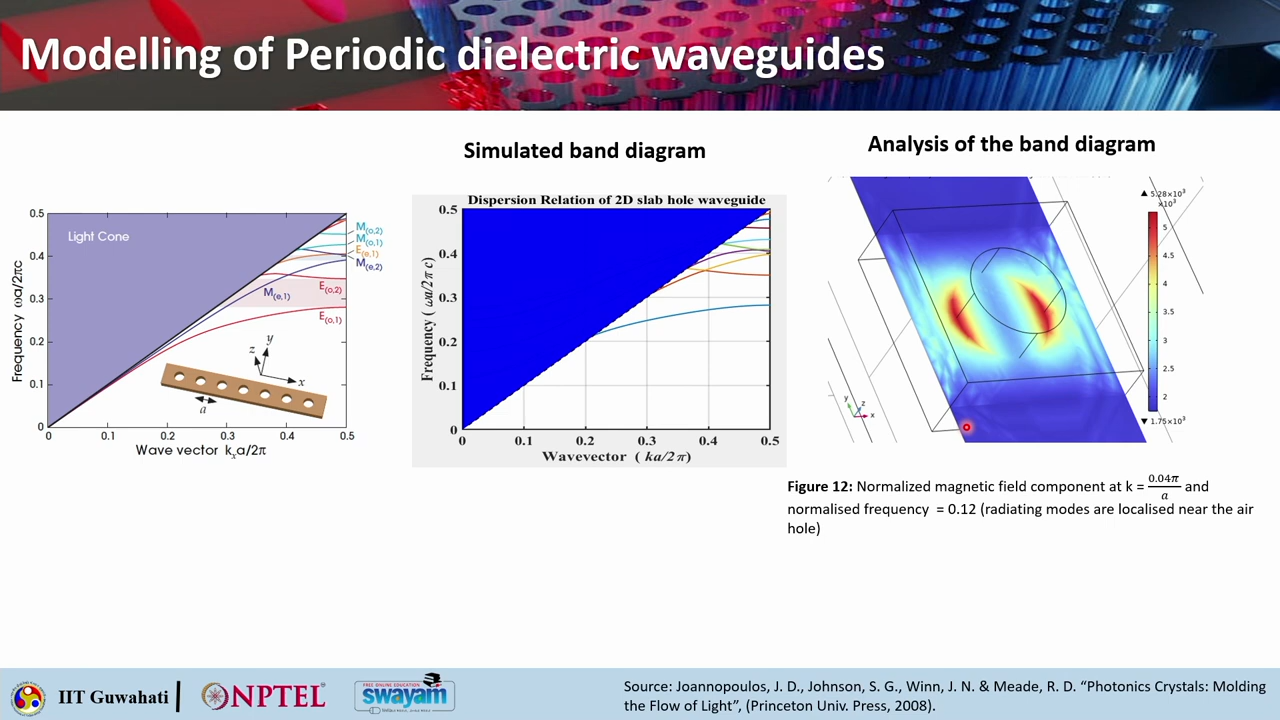 Modelling of Periodic dielectric waveguides
Simulated band diagram
Analysis of the band diagram
Light Cone
Frequency ωa/2πc
0.5
0.4
0.3
0.2
0.1
0
0
0.1
0.2
0.3
0.4
0.5
Wave vector kₓa/2π
M(o,2)
M(o,1)
E(e,1)
M(e,2)
M(e,1)
E(o,2)
E(o,1)
z
y
x
a
Dispersion Relation of 2D slab hole waveguide
Frequency ( ωa/2π c)
0.5
0.4
0.3
0.2
0.1
0
0
0.1
0.2
0.3
0.4
0.5
Wavevector ( ka/2π)
▲ 5.28×10³
×10³
5
4.5
4
3.5
3
2.5
2
▼ 1.75×10³
y
z
x
Figure 12: Normalized magnetic field component at k = 0.04π/a and
normalised frequency = 0.12 (radiating modes are localised near the air
hole)
IIT Guwahati
NPTEL
FREE ONLINE EDUCATION
swayam
Source: Joannopoulos, J. D., Johnson, S. G., Winn, J. N. & Meade, R. D. “Photonics Crystals: Molding
the Flow of Light”, (Princeton Univ. Press, 2008).